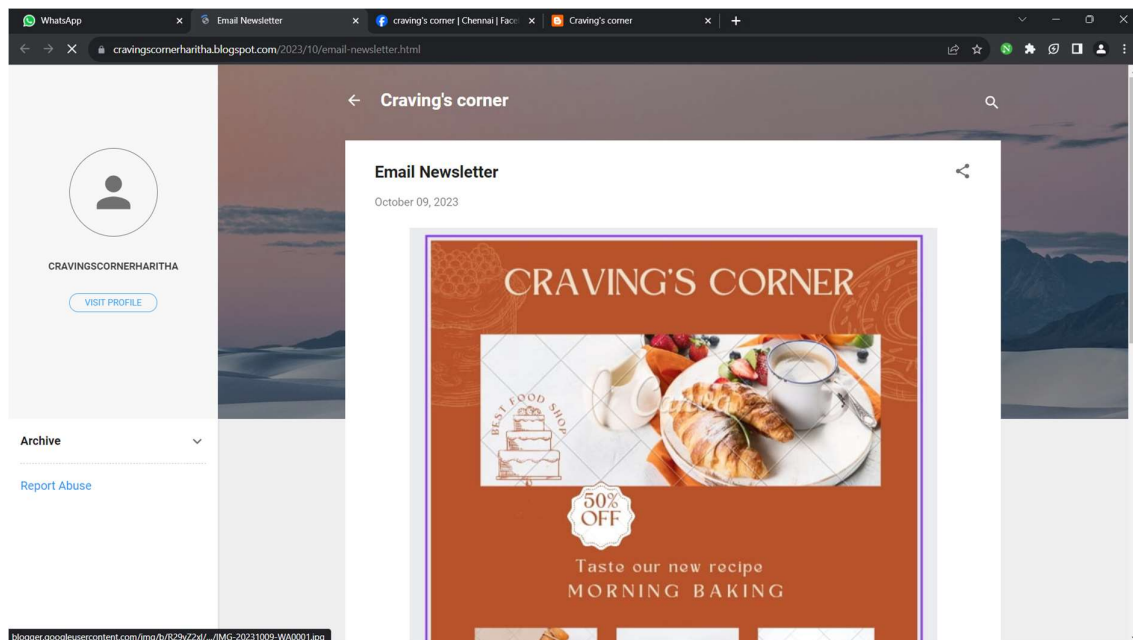 WhatsApp
Email Newsletter
craving's corner | Chennai | Face
Craving's corner
cravingscornerharitha.blogspot.com/2023/10/email-newsletter.html
Craving's corner
Email Newsletter
October 09, 2023
CRAVINGSCORNERHARITHA
VISIT PROFILE
Archive
Report Abuse
CRAVING'S CORNER
Canva
BEST FOOD SHOP
50%
OFF
Taste our new recipe
MORNING BAKING
blogger.googleusercontent.com/img/b/R29vZ2xl/.../IMG-20231009-WA0001.jpg